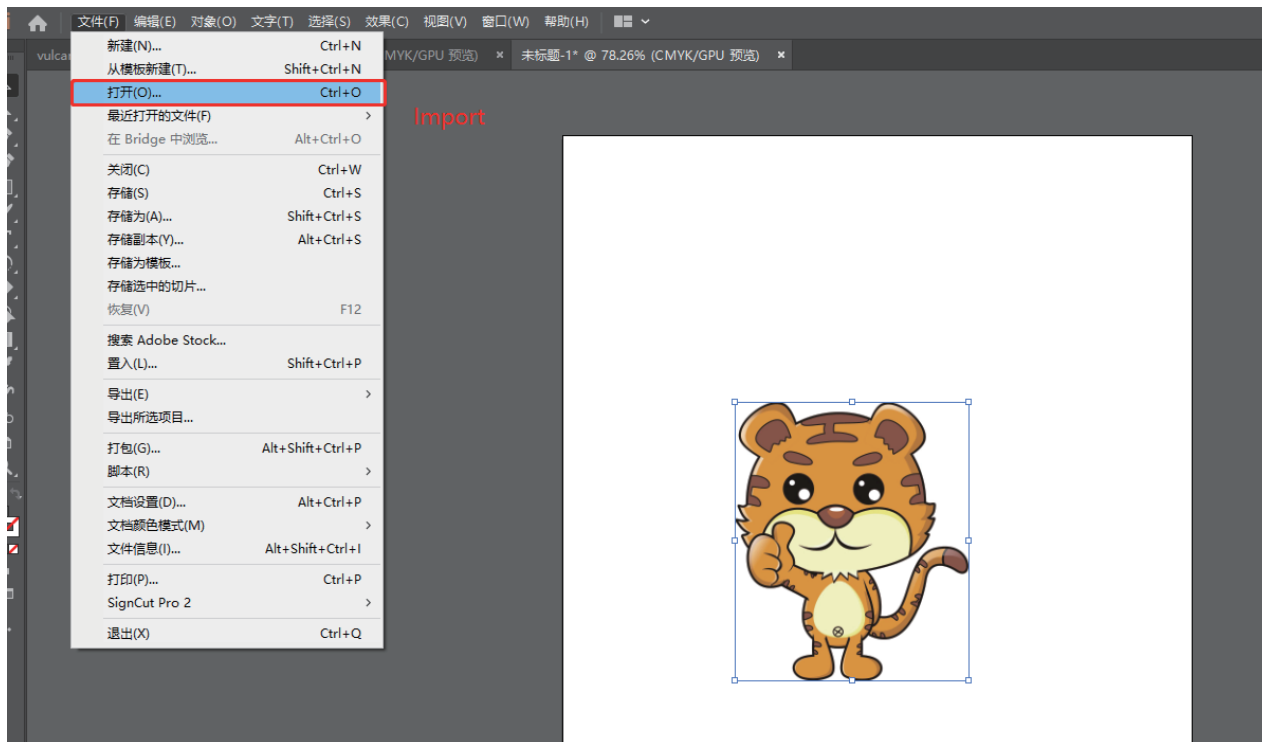 文件(F) 编辑(E) 对象(O) 文字(T) 选择(S) 效果(C) 视图(V) 窗口(W) 帮助(H)
vulca MYK/GPU 预览) × 未标题-1* @ 78.26% (CMYK/GPU 预览) ×
新建(N)... Ctrl+N
从模板新建(T)... Shift+Ctrl+N
打开(O)... Ctrl+O
Import
最近打开的文件(F) >
在 Bridge 中浏览... Alt+Ctrl+O
关闭(C) Ctrl+W
存储(S) Ctrl+S
存储为(A)... Shift+Ctrl+S
存储副本(Y)... Alt+Ctrl+S
存储为模板...
存储选中的切片...
恢复(V) F12
搜索 Adobe Stock...
置入(L)... Shift+Ctrl+P
导出(E) >
导出所选项目...
打包(G)... Alt+Shift+Ctrl+P
脚本(R) >
文档设置(D)... Alt+Ctrl+P
文档颜色模式(M) >
文件信息(I)... Alt+Shift+Ctrl+I
打印(P)... Ctrl+P
SignCut Pro 2 >
退出(X) Ctrl+Q